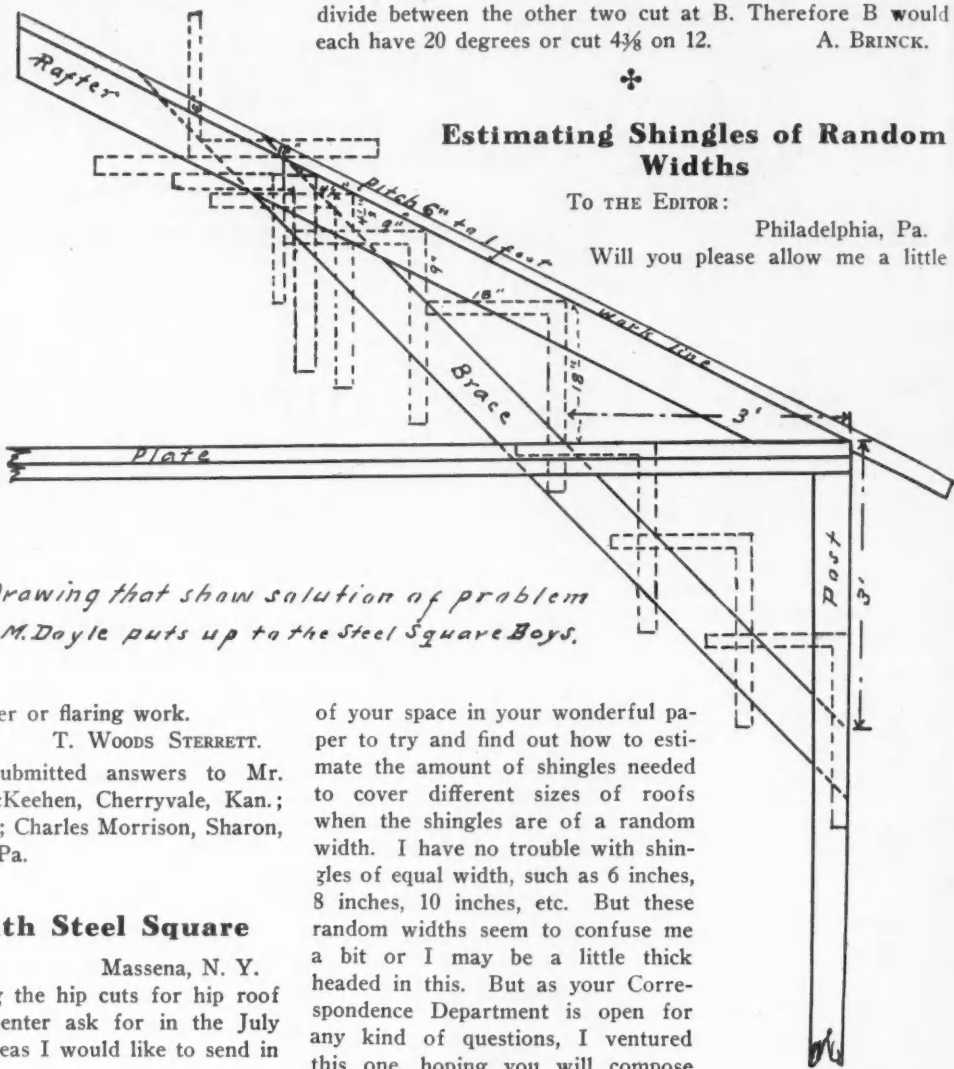 divide between the other two cut at B. Therefore B would
each have 20 degrees or cut 4⅜ on 12. A. BRINCK.
Estimating Shingles of Random
Widths
TO THE EDITOR:
Philadelphia, Pa.
Will you please allow me a little
Rafter
pitch 6" to 1 foot
9"
9"
work line
18"
18"
3'
Brace
Plate
Post
3'
Drawing that show solution of problem
M. Doyle puts up to the Steel Square Boys.
er or flaring work.
T. WOODS STERRETT.
ubmitted answers to Mr.
cKeehen, Cherryvale, Kan.;
; Charles Morrison, Sharon,
Pa.
th Steel Square
Massena, N. Y.
g the hip cuts for hip roof
enter ask for in the July
eas I would like to send in
of your space in your wonderful pa-
per to try and find out how to esti-
mate the amount of shingles needed
to cover different sizes of roofs
when the shingles are of a random
width. I have no trouble with shin-
gles of equal width, such as 6 inches,
8 inches, 10 inches, etc. But these
random widths seem to confuse me
a bit or I may be a little thick
headed in this. But as your Corre-
spondence Department is open for
any kind of questions, I ventured
this one, hoping you will compose